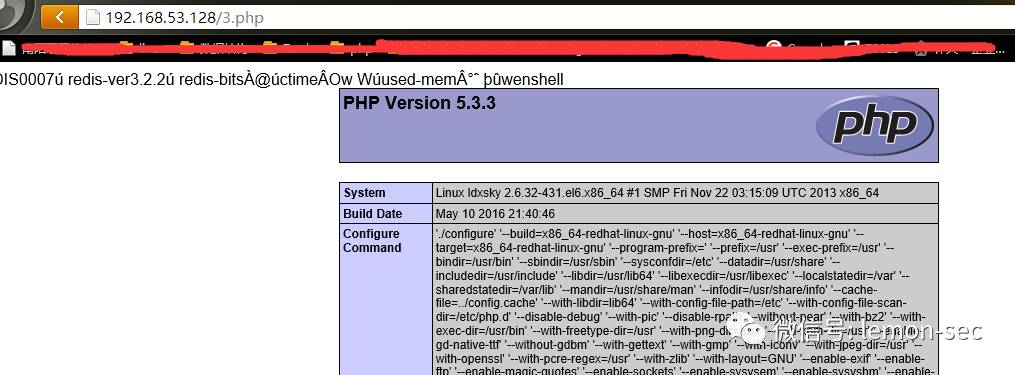 192.168.53.128/3.php
DIS0007ú redis-ver3.2.2ú redis-bitsÀ@úctimeÂOw Wúused-memÂ°ˆ þûwenshell
PHP Version 5.3.3
php
System Linux ldxsky 2.6.32-431.el6.x86_64 #1 SMP Fri Nov 22 03:15:09 UTC 2013 x86_64
Build Date May 10 2016 21:40:46
Configure './configure' '--build=x86_64-redhat-linux-gnu' '--host=x86_64-redhat-linux-gnu' '--
Command target=x86_64-redhat-linux-gnu' '--program-prefix=' '--prefix=/usr' '--exec-prefix=/usr' '--
bindir=/usr/bin' '--sbindir=/usr/sbin' '--sysconfdir=/etc' '--datadir=/usr/share' '--
includedir=/usr/include' '--libdir=/usr/lib64' '--libexecdir=/usr/libexec' '--localstatedir=/var' '--
sharedstatedir=/var/lib' '--mandir=/usr/share/man' '--infodir=/usr/share/info' '--cache-
file=../config.cache' '--with-libdir=lib64' '--with-config-file-path=/etc' '--with-config-file-scan-
dir=/etc/php.d' '--disable-debug' '--with-pic' '--disable-rpa '--without-pear' '--with-bz2' '--with-
exec-dir=/usr/bin' '--with-freetype-dir=/usr' '--with-png-di '--enable-
gd-native-ttf' '--without-gdbm' '--with-gettext' '--with-gmp' '--with-iconv' '--with-jpeg-dir=/usr' '--
with-openssl' '--with-pcre-regex=/usr' '--with-zlib' '--with-layout=GNU' '--enable-exif' '--enable-
ftp' '--enable-magic-quotes' '--enable-sockets' '--enable-sysvsem' '--enable-sysvshm' '--enable-
微信号: lemon-sec